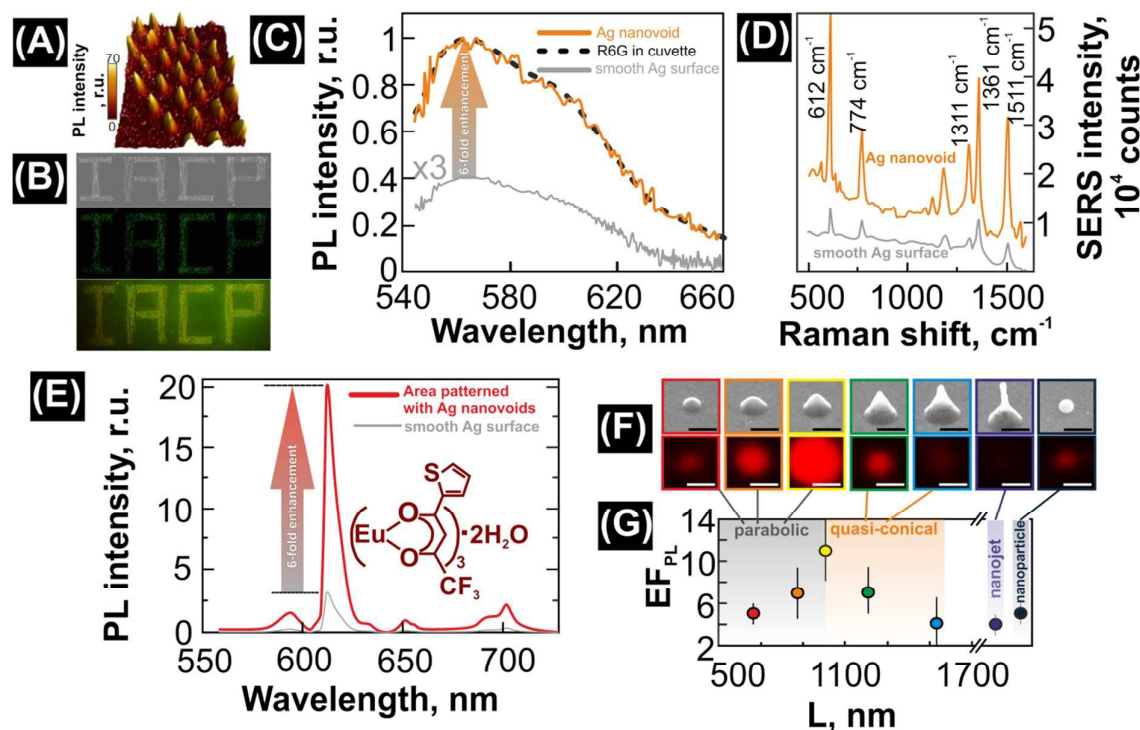 (A)
PL intensity
, r.u.
70
0
(B)
IACP
IACP
IACP
(C)
PL intensity, r.u.
1
0.8
0.6
0.4
0.2
0
540
580
620
660
Wavelength, nm
Ag nanovoid
R6G in cuvette
smooth Ag surface
6-fold enhancement
x3
(D)
612 cm-1
774 cm-1
1311 cm-1
1361 cm-1
1511 cm-1
Ag nanovoid
smooth Ag surface
5
4
3
2
1
SERS intensity,
10⁴ counts
500
1000
1500
Raman shift, cm-1
(E)
PL intensity, r.u.
20
15
10
5
0
550
600
650
700
Wavelength, nm
Area patterned
with Ag nanovoids
smooth Ag surface
6-fold enhancement
S
Eu
O
O
3
·2H₂O
CF₃
(F)
(G)
parabolic
quasi-conical
nanojet
nanoparticle
EF_PL
14
10
6
2
500
1100
1700
L, nm